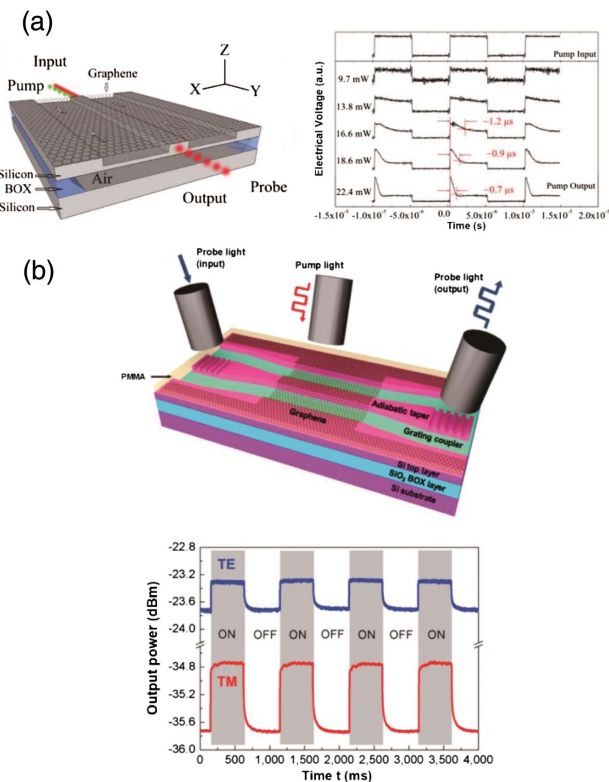 (a)
Input
Pump
Graphene
Z
X
Y
Silicon
BOX
Silicon
Air
Output
Probe
Electrical Voltage (a.u.)
Pump Input
9.7 mW
13.8 mW
16.6 mW
~1.2 μs
18.6 mW
~0.9 μs
22.4 mW
~0.7 μs
Pump Output
-1.5x10⁻⁵ -1.0x10⁻⁵ -5.0x10⁻⁶ 0.0 5.0x10⁻⁶ 1.0x10⁻⁵ 1.5x10⁻⁵ 2.0x10⁻⁵
Time (s)
(b)
Probe light
(input)
Pump light
Probe light
(output)
PMMA
Adiabatic taper
Graphene
Grating coupler
Si top layer
SiO₂ BOX layer
Si substrate
Output power (dBm)
-22.8
-23.2
-23.6
-24.0
-34.8
-35.2
-35.6
-36.0
TE
ON OFF ON OFF ON OFF ON
TM
0 500 1,000 1,500 2,000 2,500 3,000 3,500 4,000
Time t (ms)